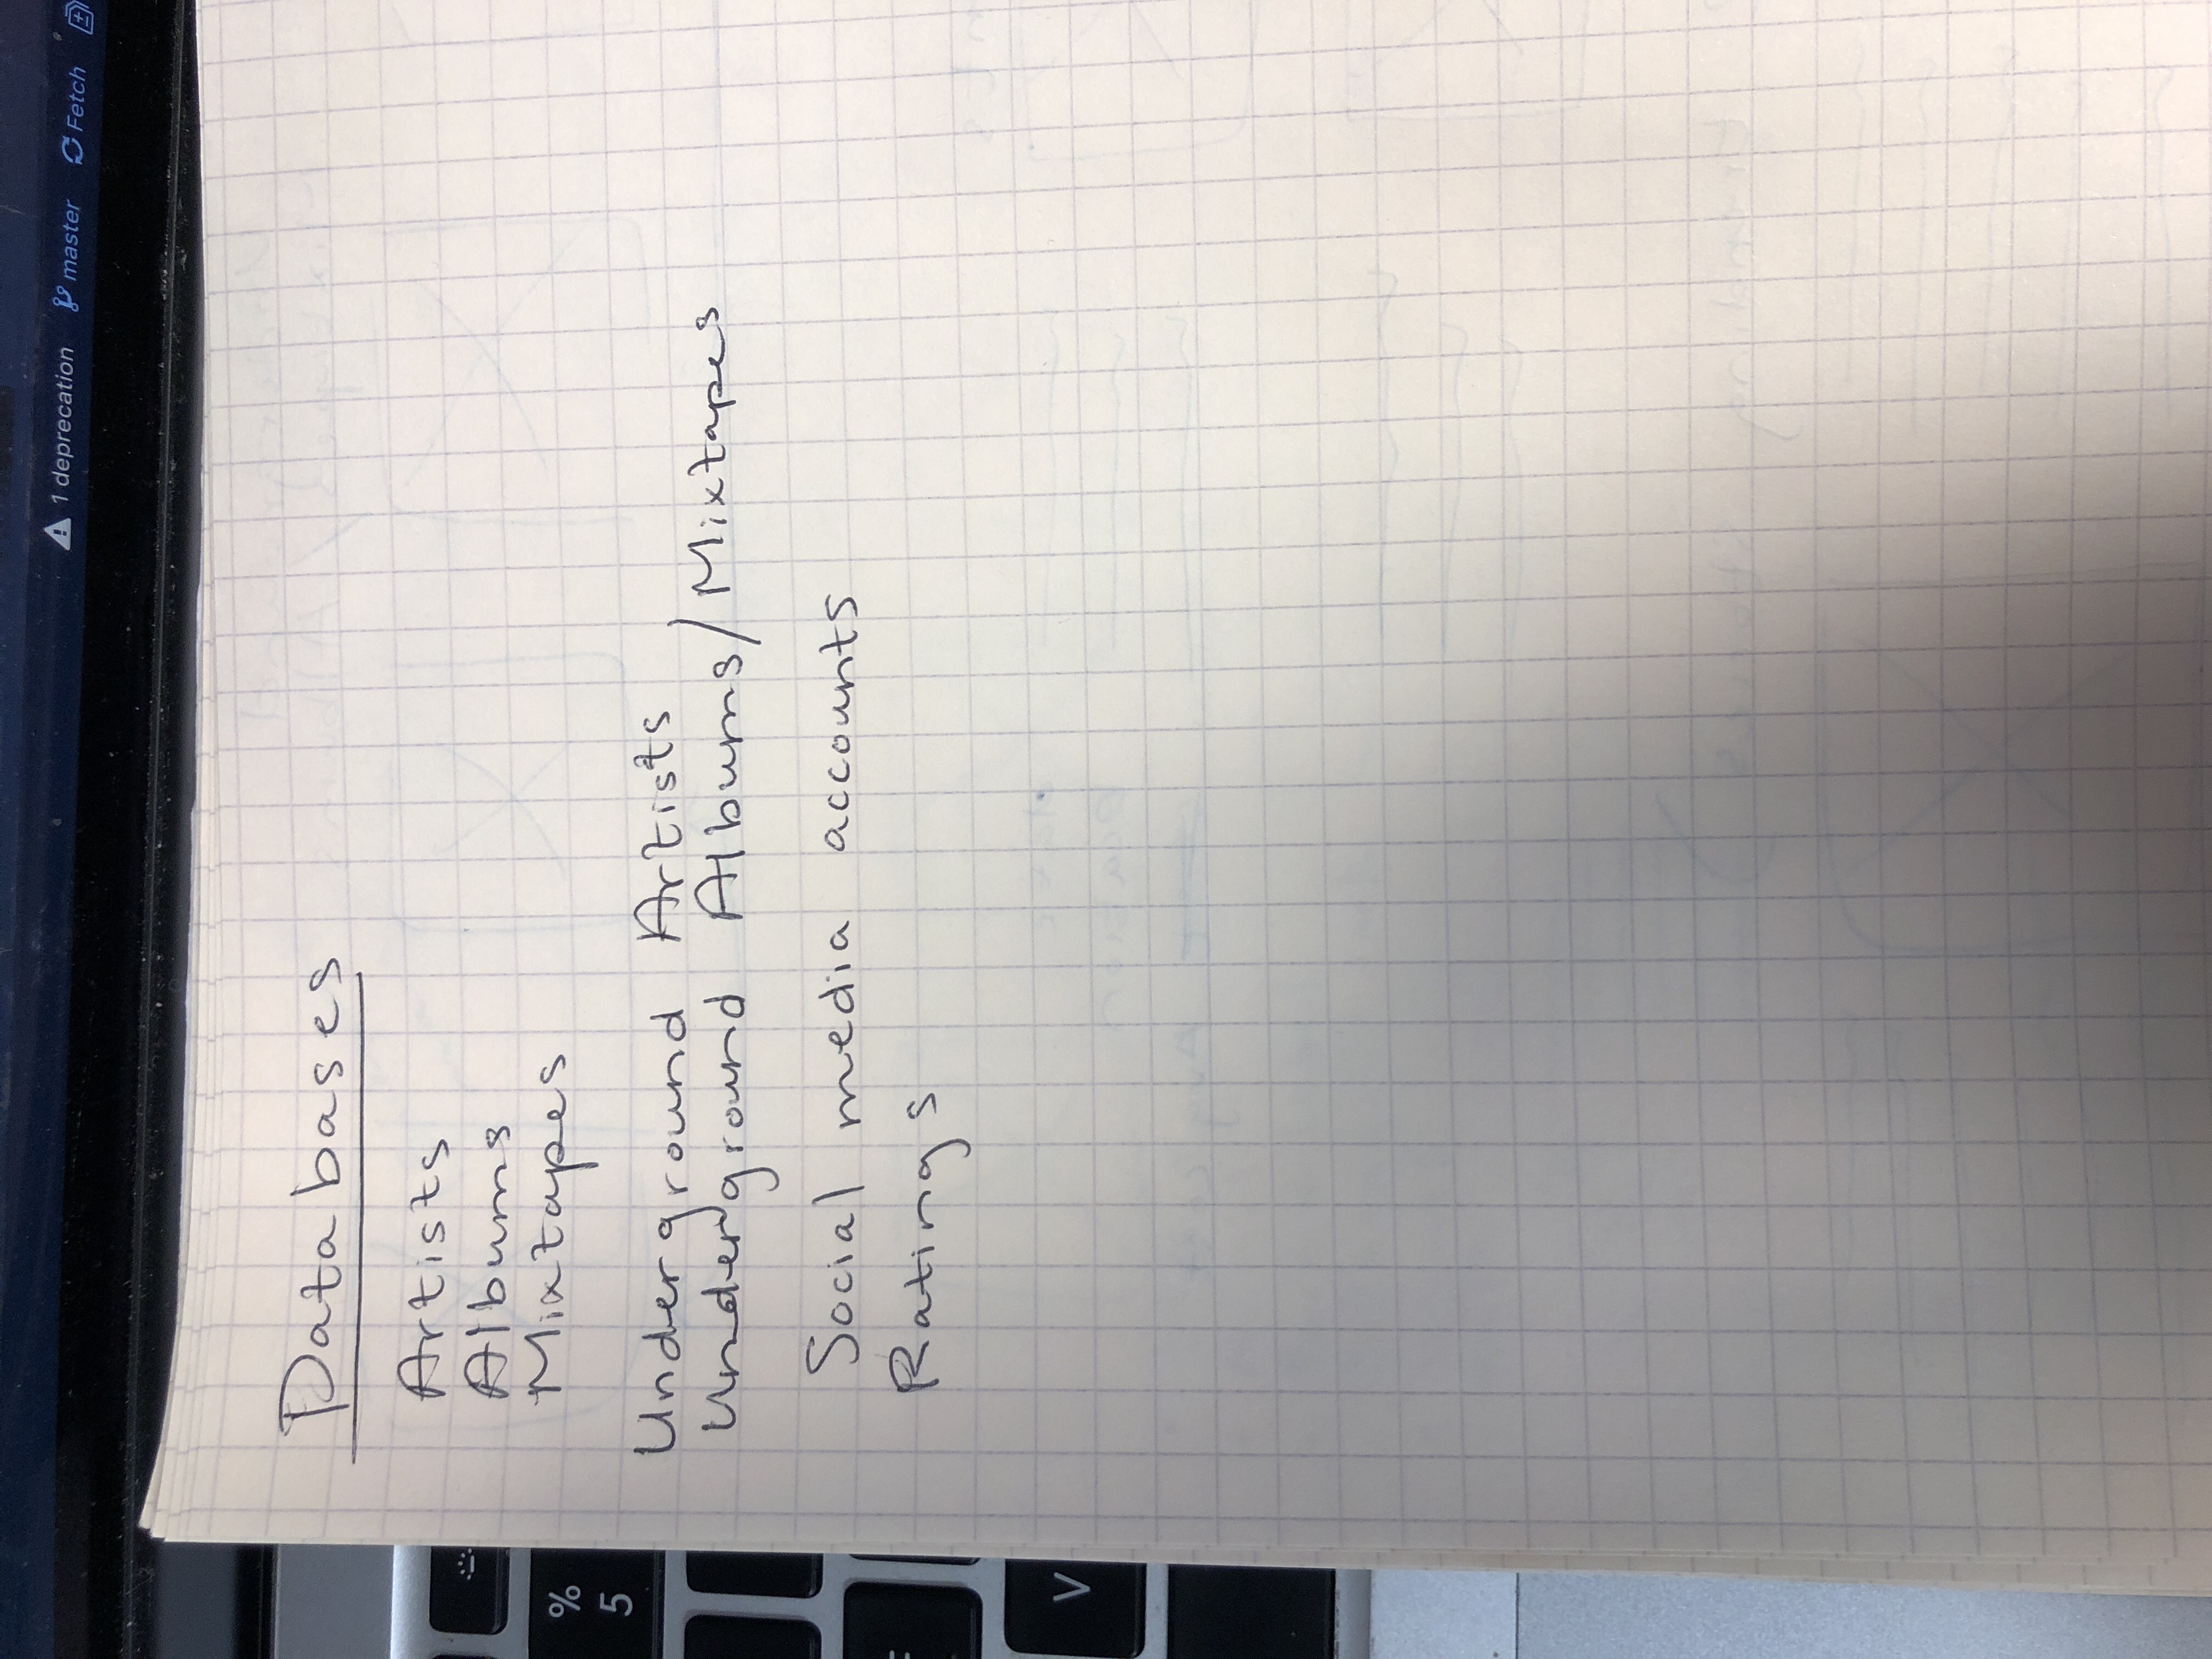 1 deprecation master Fetch
Databases
Artists
Albums
Mixtapes
Underground Artists
Underground Albums/Mixtapes
Social media accounts
Ratings
%
5
V